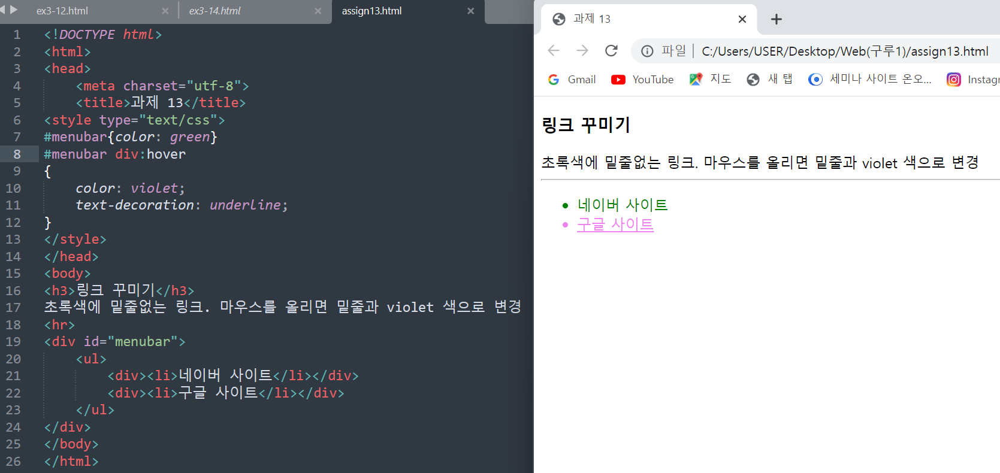 ex3-12.html ex3-14.html assign13.html
1 <!DOCTYPE html>
2 <html>
3 <head>
4 <meta charset="utf-8">
5 <title>과제 13</title>
6 <style type="text/css">
7 #menubar{color: green}
8 #menubar div:hover
9 {
10 color: violet;
11 text-decoration: underline;
12 }
13 </style>
14 </head>
15 <body>
16 <h3>링크 꾸미기</h3>
17 초록색에 밑줄없는 링크. 마우스를 올리면 밑줄과 violet 색으로 변경
18 <hr>
19 <div id="menubar">
20 <ul>
21 <div><li>네이버 사이트</li></div>
22 <div><li>구글 사이트</li></div>
23 </ul>
24 </div>
25 </body>
26 </html>
과제 13
파일 | C:/Users/USER/Desktop/Web(구루1)/assign13.html
Gmail YouTube 지도 새 탭 세미나 사이트 온오... Instagr
링크 꾸미기
초록색에 밑줄없는 링크. 마우스를 올리면 밑줄과 violet 색으로 변경
네이버 사이트
구글 사이트